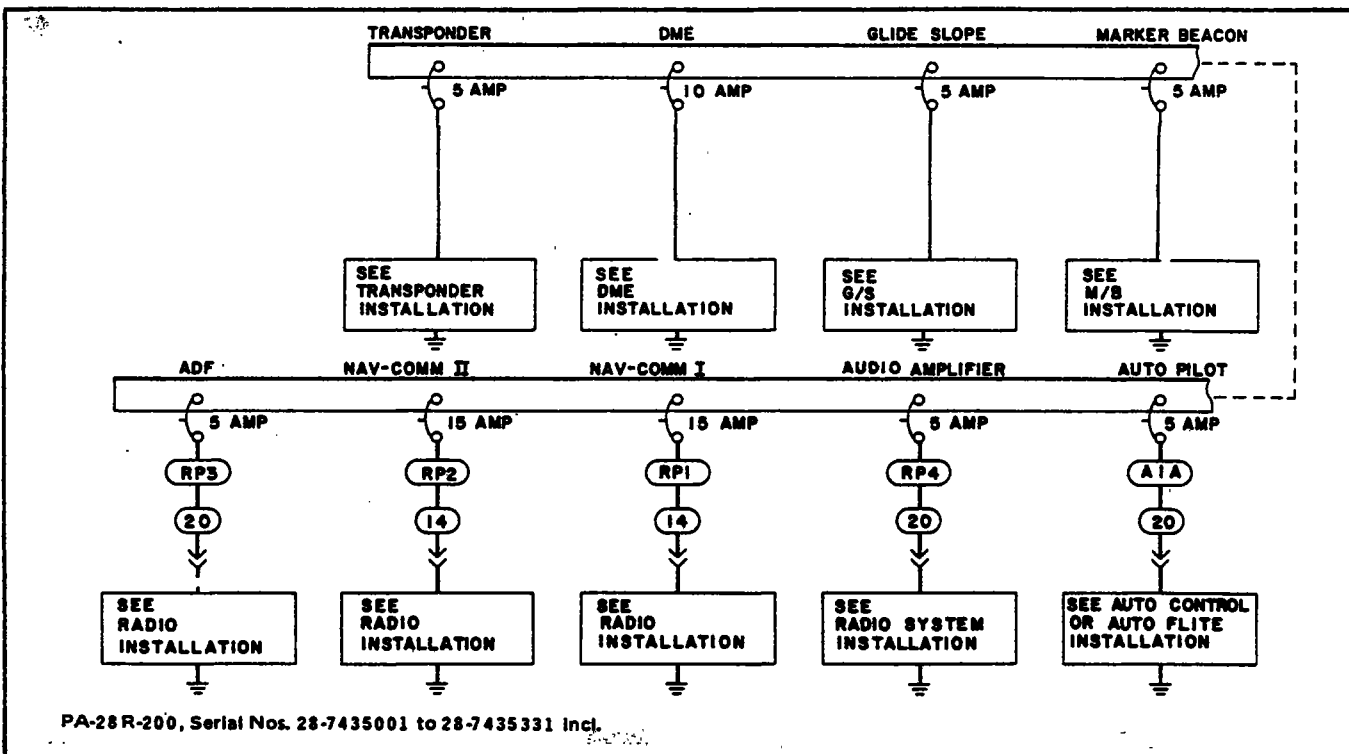 TRANSPONDER DME GLIDE SLOPE MARKER BEACON
5 AMP 10 AMP 5 AMP 5 AMP
SEE TRANSPONDER INSTALLATION
SEE DME INSTALLATION
SEE G/S INSTALLATION
SEE M/B INSTALLATION
ADF NAV-COMM II NAV-COMM I AUDIO AMPLIFIER AUTO PILOT
5 AMP 15 AMP 15 AMP 5 AMP 5 AMP
RP3 RP2 RP1 RP4 A1A
20 14 14 20 20
SEE RADIO INSTALLATION
SEE RADIO INSTALLATION
SEE RADIO INSTALLATION
SEE RADIO SYSTEM INSTALLATION
SEE AUTO CONTROL OR AUTO FLITE INSTALLATION
PA-28R-200, Serial Nos. 28-7435001 to 28-7435331 incl.